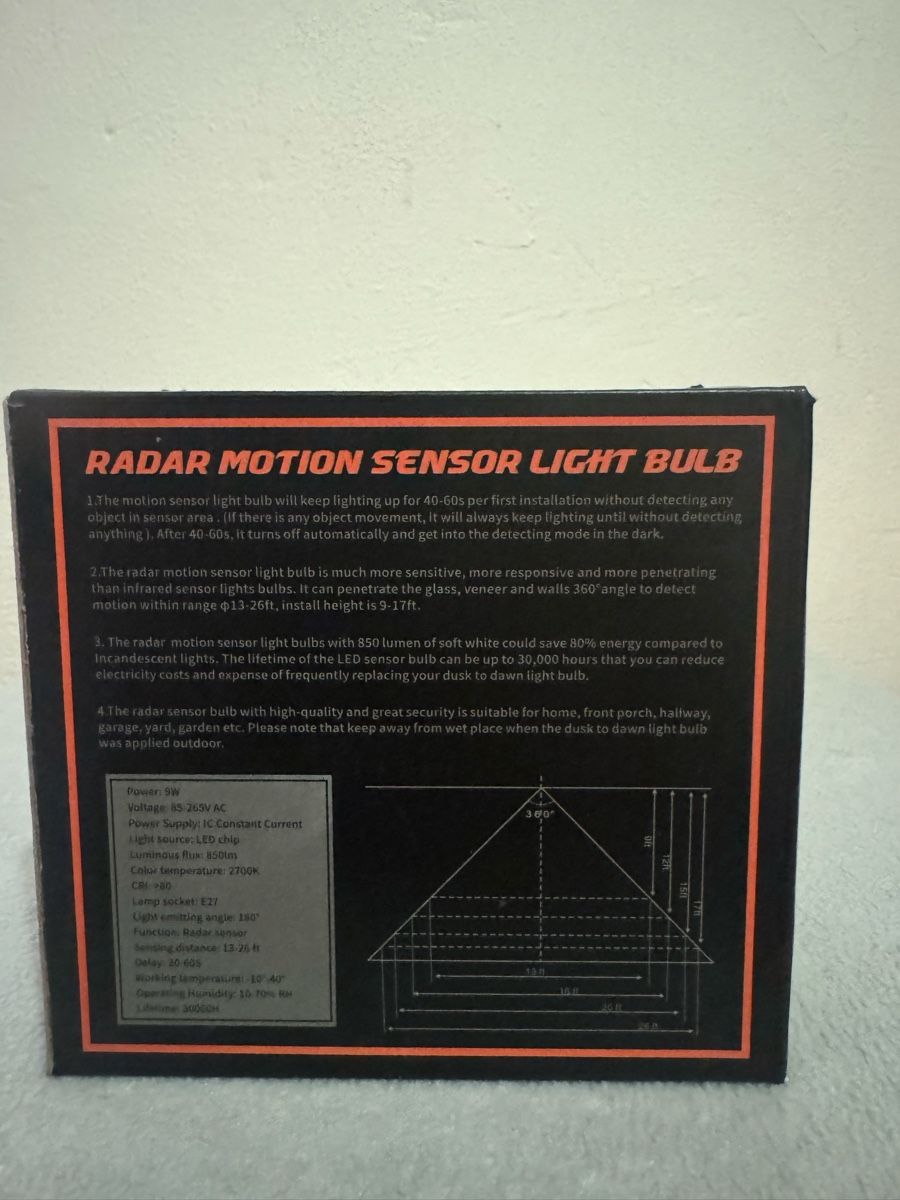 RADAR MOTION SENSOR LIGHT BULB
1.The motion sensor light bulb will keep lighting up for 40-60s per first installation without detecting any
object in sensor area . (If there is any object movement, it will always keep lighting until without detecting
anything ). After 40-60s, it turns off automatically and get into the detecting mode in the dark.
2.The radar motion sensor light bulb is much more sensitive, more responsive and more penetrating
than infrared sensor lights bulbs. It can penetrate the glass, veneer and walls 360°angle to detect
motion within range φ13-26ft, install height is 9-17ft.
3. The radar motion sensor light bulbs with 850 lumen of soft white could save 80% energy compared to
Incandescent lights. The lifetime of the LED sensor bulb can be up to 30,000 hours that you can reduce
electricity costs and expense of frequently replacing your dusk to dawn light bulb.
4.The radar sensor bulb with high-quality and great security is suitable for home, front porch, hallway,
garage, yard, garden etc. Please note that keep away from wet place when the dusk to dawn light bulb
was applied outdoor.
Power: 9W
Voltage: 85-265V AC
Power Supply: IC Constant Current
Light source: LED chip
Luminous flux: 850lm
Color temperature: 2700K
CRI: >80
Lamp socket: E27
Light emitting angle: 180°
Function: Radar sensor
Sensing distance: 13-26 ft
Delay: 30-60S
Working temperature: -10°-40°
Operating Humidity: 10-70% RH
Lifetime: 30000H
360°
9ft
12ft
15ft
17ft
13 ft
16 ft
26 ft